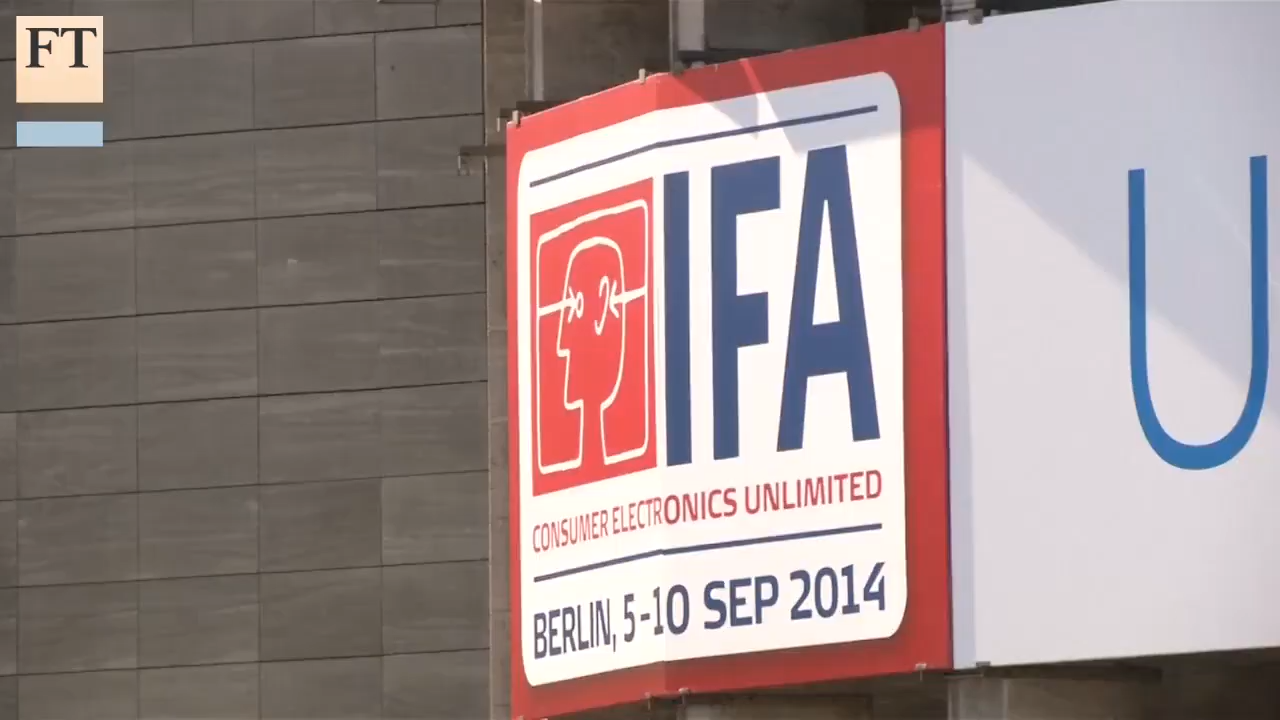 FT
IFA
CONSUMER ELECTRONICS UNLIMITED
BERLIN, 5-10 SEP 2014
U